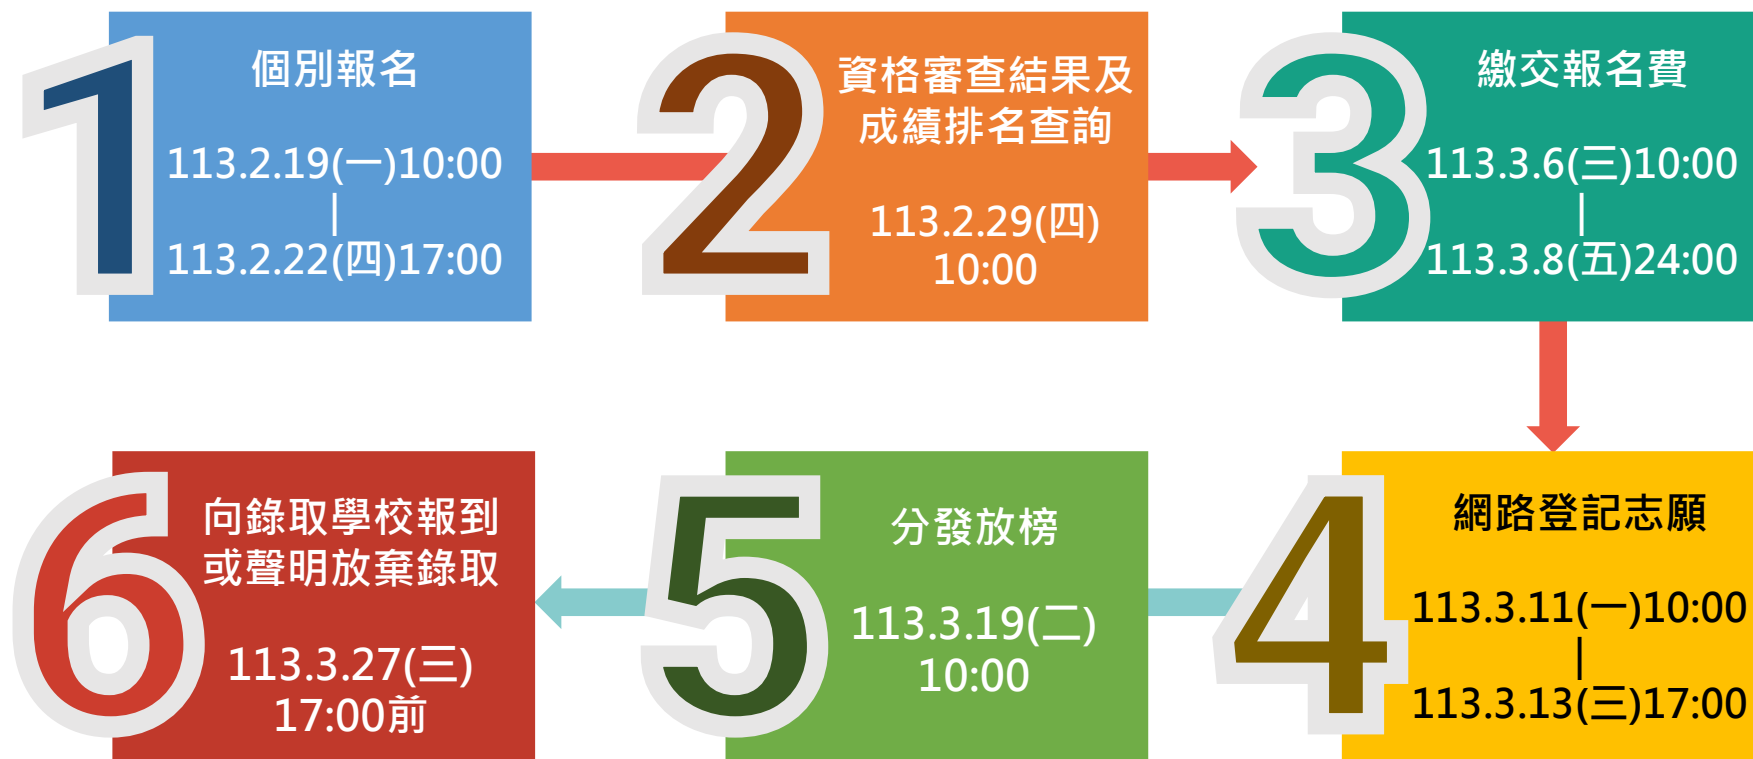 1
個別報名
113.2.19(一)10:00
|
113.2.22(四)17:00
2
資格審查結果及
成績排名查詢
113.2.29(四)
10:00
3
繳交報名費
113.3.6(三)10:00
|
113.3.8(五)24:00
4
網路登記志願
113.3.11(一)10:00
|
113.3.13(三)17:00
5
分發放榜
113.3.19(二)
10:00
6
向錄取學校報到
或聲明放棄錄取
113.3.27(三)
17:00前